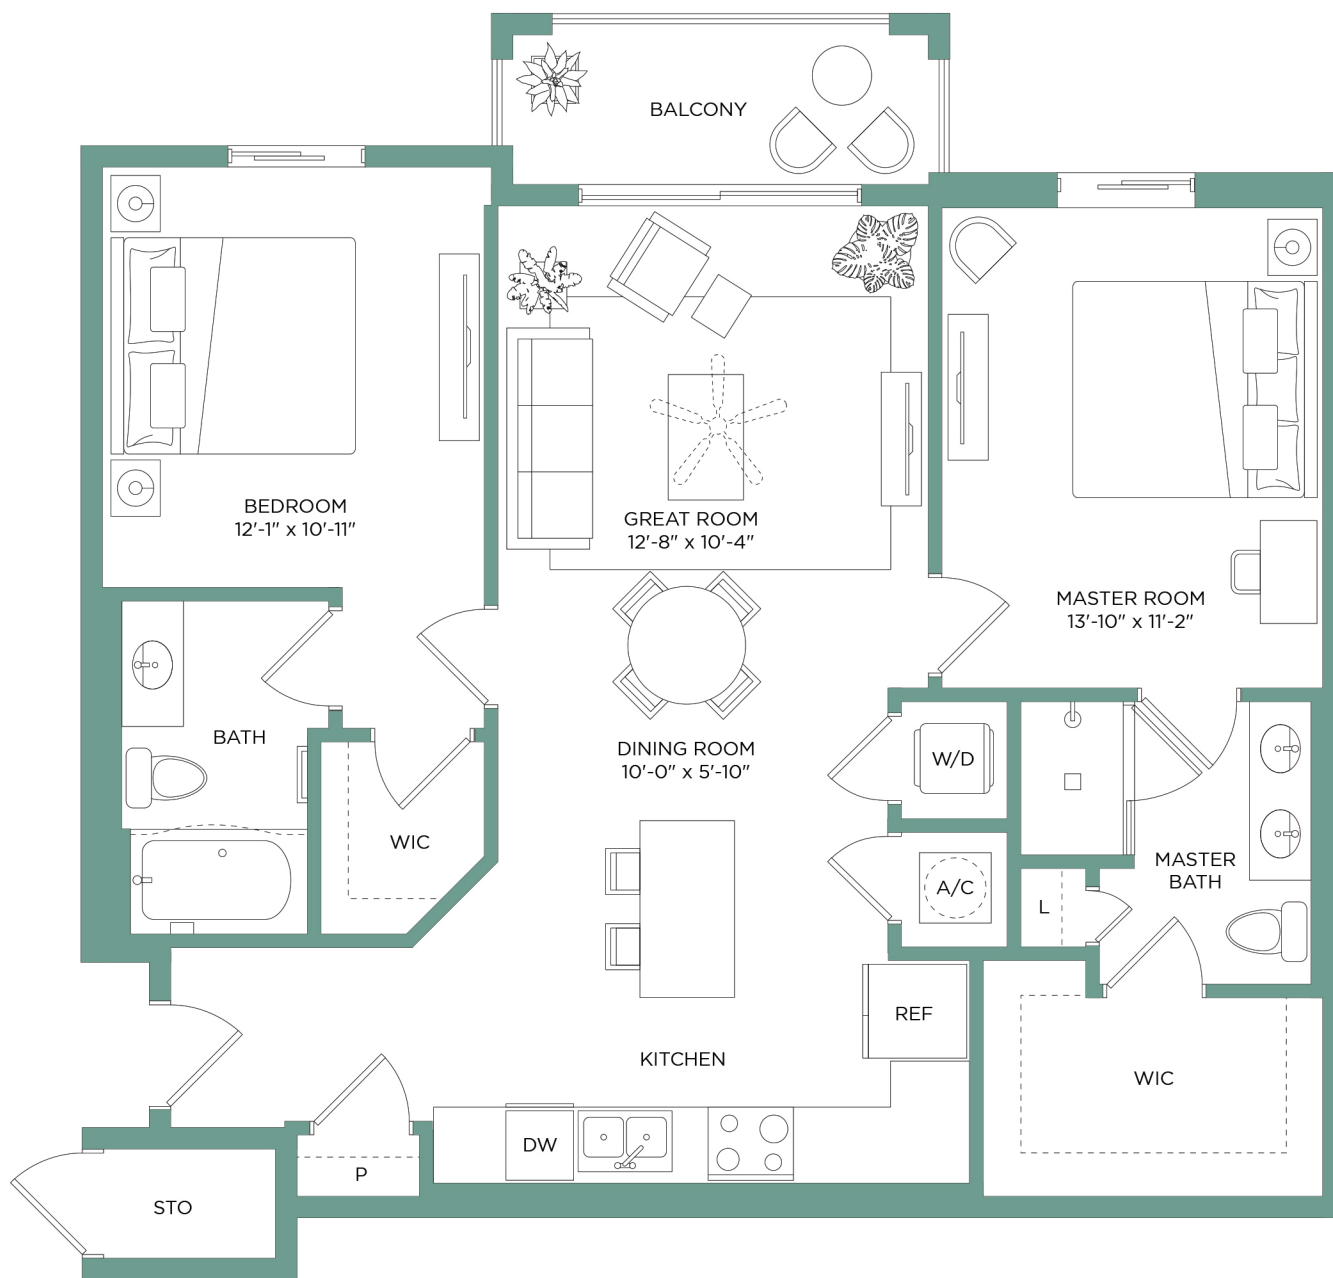 BALCONY
BEDROOM
12'-1" x 10'-11"
GREAT ROOM
12'-8" x 10'-4"
MASTER ROOM
13'-10" x 11'-2"
BATH
DINING ROOM
10'-0" x 5'-10"
W/D
WIC
MASTER
BATH
A/C
L
REF
KITCHEN
WIC
DW
P
STO